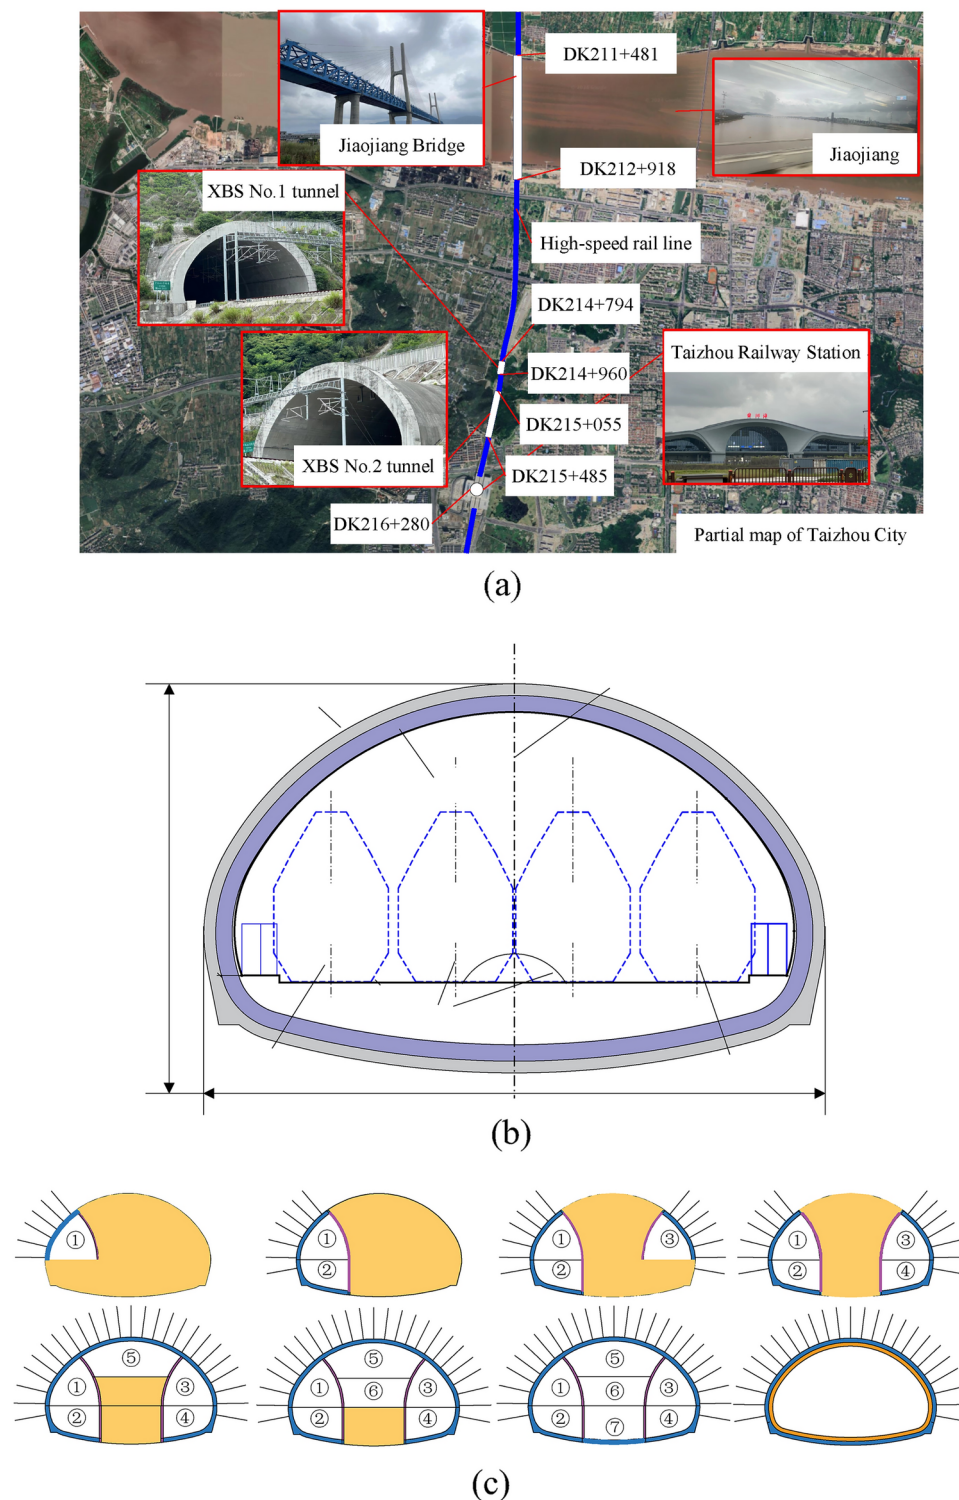 DK211+481
Jiaojiang Bridge
Jiaojiang
DK212+918
XBS No.1 tunnel
High-speed rail line
DK214+794
Taizhou Railway Station
DK214+960
DK215+055
XBS No.2 tunnel
DK215+485
DK216+280
Partial map of Taizhou City
(a)
(b)
① ① ① ③ ① ③
② ② ② ④
⑤ ⑤ ⑤
① ③ ① ⑥ ③ ① ⑥ ③
② ④ ② ④ ② ⑦ ④
(c)